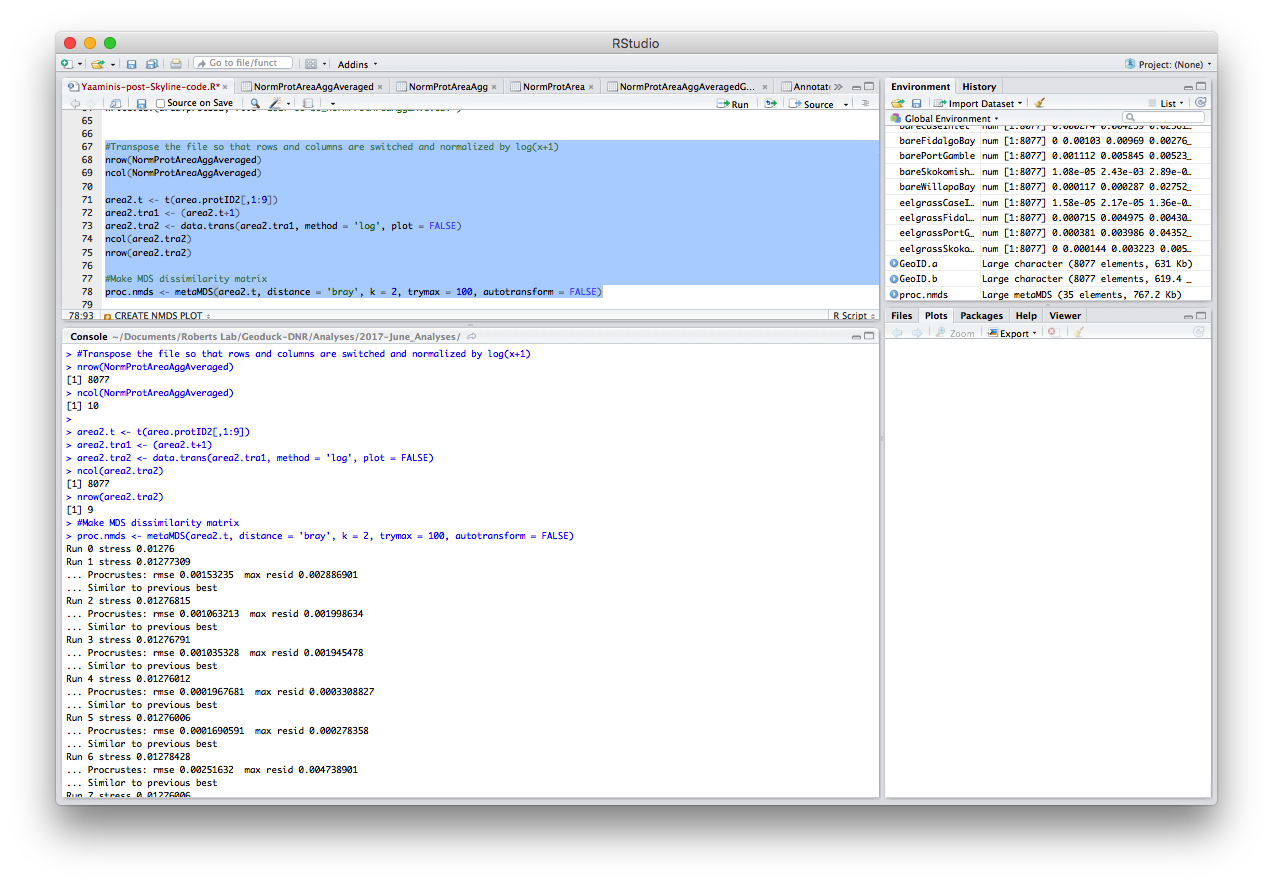 RStudio
Go to file/funct
Addins
Project: (None)
Yaaminis-post-Skyline-code.R*
NormProtAreaAggAveraged
NormProtAreaAgg
NormProtArea
NormProtAreaAggAveragedG...
Annotat
Source on Save
Run
Source
65
66
67 #Transpose the file so that rows and columns are switched and normalized by log(x+1)
68 nrow(NormProtAreaAggAveraged)
69 ncol(NormProtAreaAggAveraged)
70
71 area2.t <- t(area.protID2[,1:9])
72 area2.tra1 <- (area2.t+1)
73 area2.tra2 <- data.trans(area2.tra1, method = 'log', plot = FALSE)
74 ncol(area2.tra2)
75 nrow(area2.tra2)
76
77 #Make MDS dissimilarity matrix
78 proc.nmds <- metaMDS(area2.t, distance = 'bray', k = 2, trymax = 100, autotransform = FALSE)
79
78:93 CREATE NMDS PLOT R Script
Console ~/Documents/Roberts Lab/Geoduck-DNR/Analyses/2017-June_Analyses/
> #Transpose the file so that rows and columns are switched and normalized by log(x+1)
> nrow(NormProtAreaAggAveraged)
[1] 8077
> ncol(NormProtAreaAggAveraged)
[1] 10
>
> area2.t <- t(area.protID2[,1:9])
> area2.tra1 <- (area2.t+1)
> area2.tra2 <- data.trans(area2.tra1, method = 'log', plot = FALSE)
> ncol(area2.tra2)
[1] 8077
> nrow(area2.tra2)
[1] 9
> #Make MDS dissimilarity matrix
> proc.nmds <- metaMDS(area2.t, distance = 'bray', k = 2, trymax = 100, autotransform = FALSE)
Run 0 stress 0.01276
Run 1 stress 0.01277309
... Procrustes: rmse 0.00153235  max resid 0.002886901
... Similar to previous best
Run 2 stress 0.01276815
... Procrustes: rmse 0.001063213  max resid 0.001998634
... Similar to previous best
Run 3 stress 0.01276791
... Procrustes: rmse 0.001035328  max resid 0.001945478
... Similar to previous best
Run 4 stress 0.01276012
... Procrustes: rmse 0.0001967681  max resid 0.0003308827
... Similar to previous best
Run 5 stress 0.01276006
... Procrustes: rmse 0.0001690591  max resid 0.000278358
... Similar to previous best
Run 6 stress 0.01278428
... Procrustes: rmse 0.00251632  max resid 0.004738901
... Similar to previous best
Run 7 stress 0.01276006
Environment History
Import Dataset List
Global Environment
bareFidalgoBay num [1:8077] 0 0.00103 0.00969 0.00276_
barePortGamble num [1:8077] 0.001112 0.005845 0.00523_
bareSkokomish... num [1:8077] 1.08e-05 2.43e-03 2.89e-0...
bareWillapaBay num [1:8077] 0.000117 0.000287 0.02752_
eelgrassCaseI... num [1:8077] 1.58e-05 2.17e-05 1.36e-0...
eelgrassFidal... num [1:8077] 0.000715 0.004975 0.00430_
eelgrassPortG_ num [1:8077] 0.000381 0.003986 0.04352_
eelgrassSkoko... num [1:8077] 0 0.000144 0.003223 0.005...
GeoID.a Large character (8077 elements, 631 Kb)
GeoID.b Large character (8077 elements, 619.4 _
proc.nmds Large metaMDS (35 elements, 767.2 Kb)
Files Plots Packages Help Viewer
Zoom Export